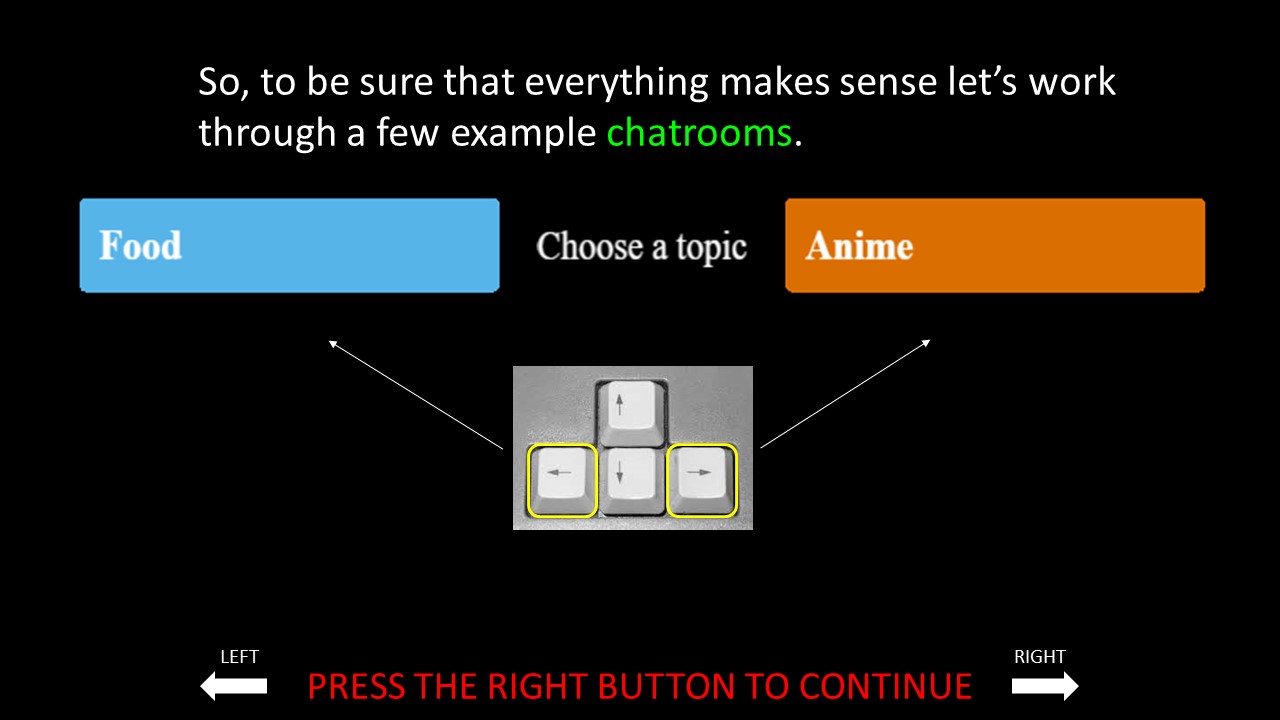 So, to be sure that everything makes sense let’s work
through a few example chatrooms.
Food
Choose a topic
Anime
LEFT
RIGHT
PRESS THE RIGHT BUTTON TO CONTINUE